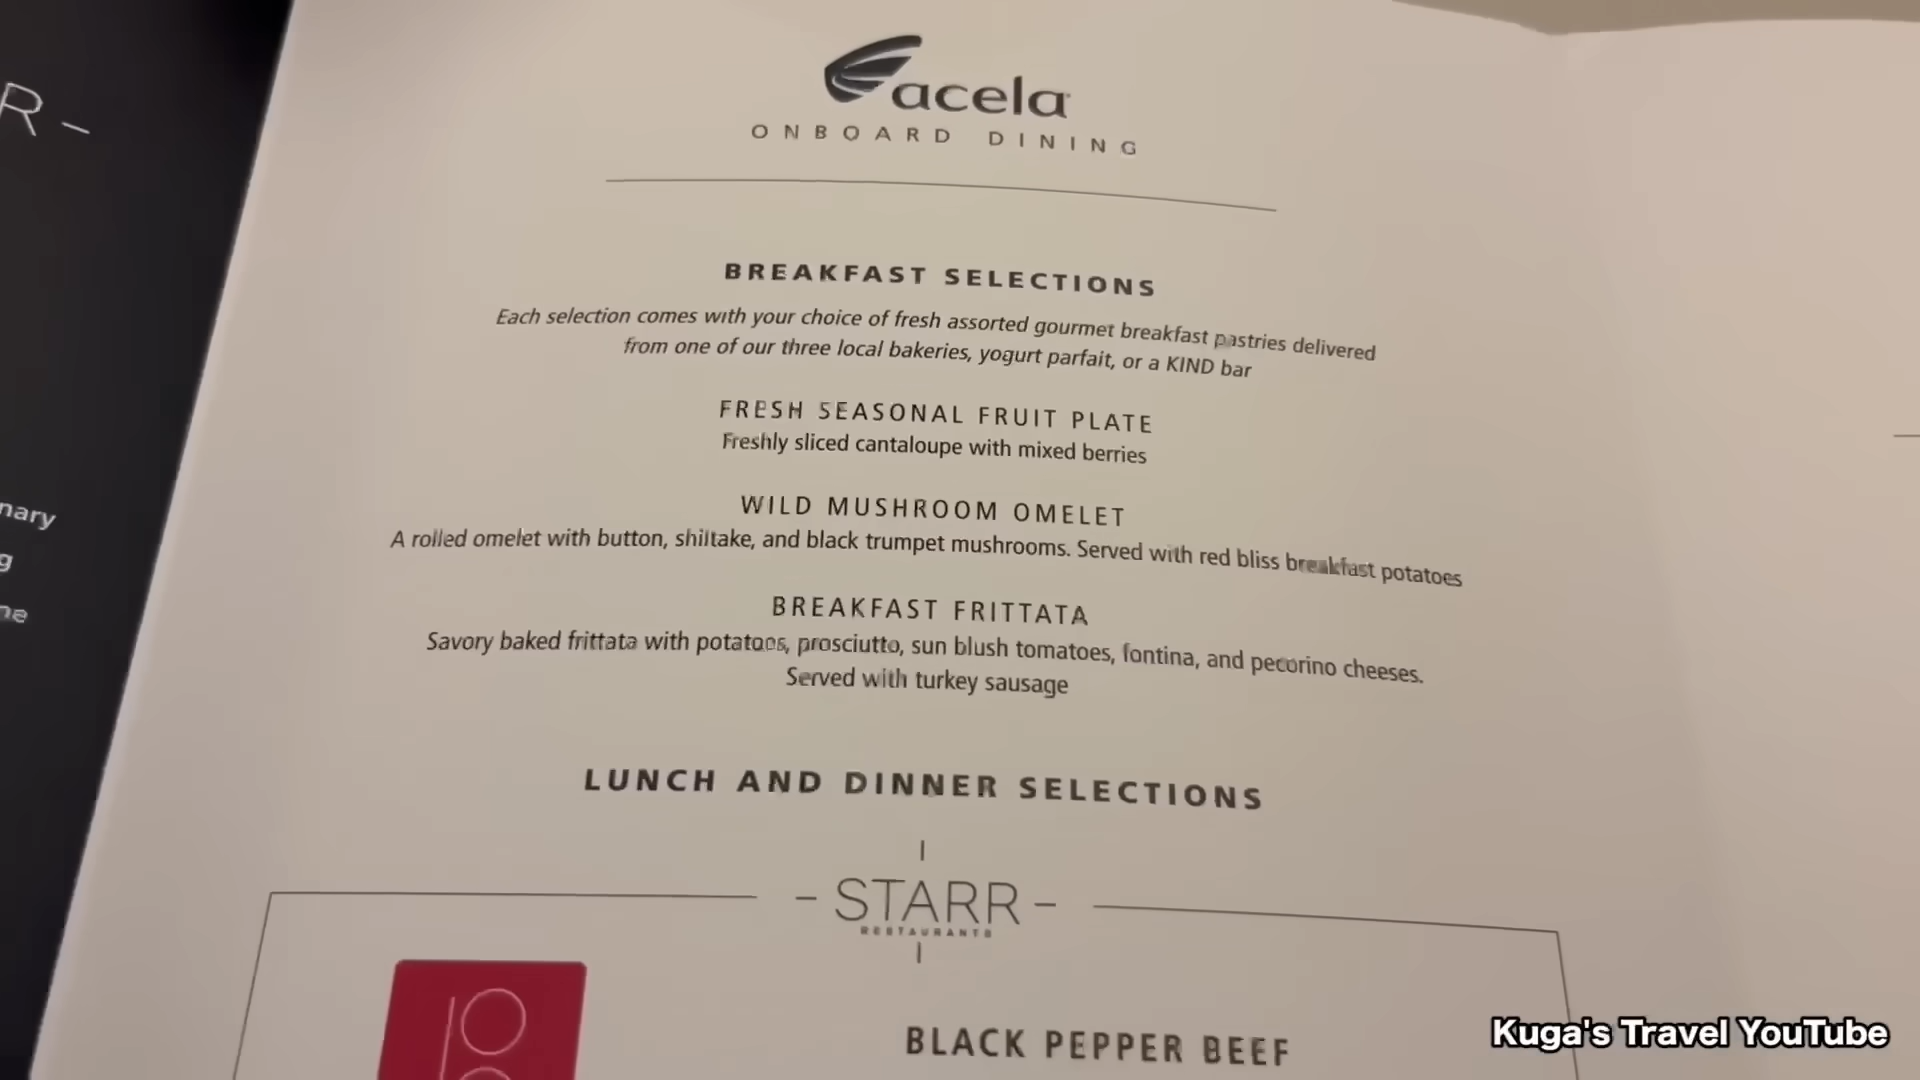 R –
nary
g
ne
acela
ONBOARD DINING
BREAKFAST SELECTIONS
Each selection comes with your choice of fresh assorted gourmet breakfast pastries delivered
from one of our three local bakeries, yogurt parfait, or a KIND bar
FRESH SEASONAL FRUIT PLATE
Freshly sliced cantaloupe with mixed berries
WILD MUSHROOM OMELET
A rolled omelet with button, shiitake, and black trumpet mushrooms. Served with red bliss breakfast potatoes
BREAKFAST FRITTATA
Savory baked frittata with potatoes, prosciutto, sun blush tomatoes, fontina, and pecorino cheeses.
Served with turkey sausage
LUNCH AND DINNER SELECTIONS
– STARR –
RESTAURANTS
BLACK PEPPER BEEF
Kuga's Travel YouTube